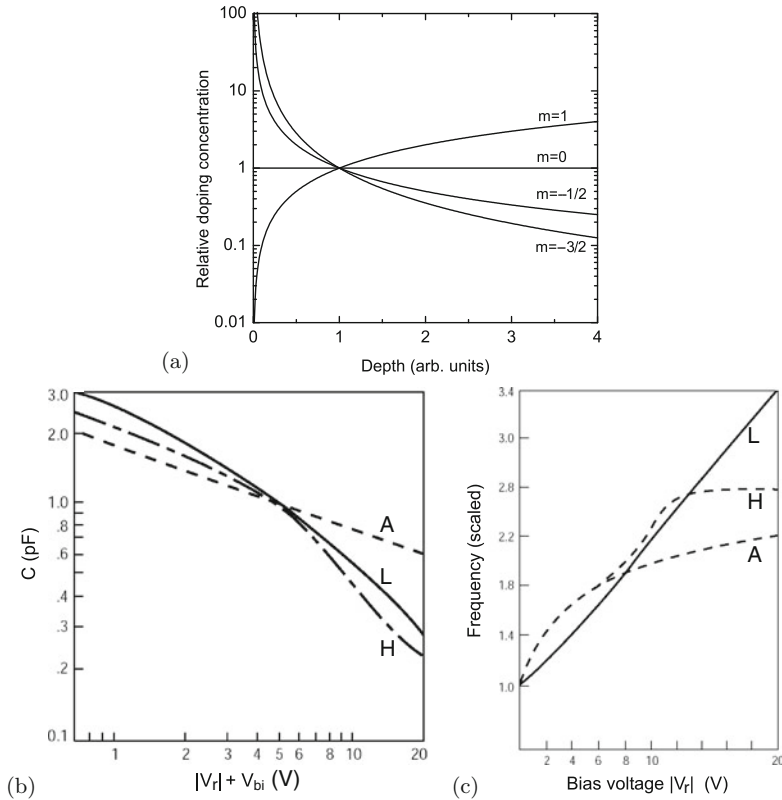 Relative doping concentration
100
10
1
0.1
0.01
m=1
m=0
m=−1/2
m=−3/2
0
1
2
3
4
Depth (arb. units)
(a)
C (pF)
3.0
2.0
1.0
.8
.6
.4
.3
0.2
0.1
A
L
H
1
2
3
4
5
6
8
10
20
|Vr| + Vbi (V)
(b)
Frequency (scaled)
3.4
3.0
2.8
2.2
1.8
1.4
1.0
L
H
A
2
4
6
8
10
20
Bias voltage |Vr| (V)
(c)